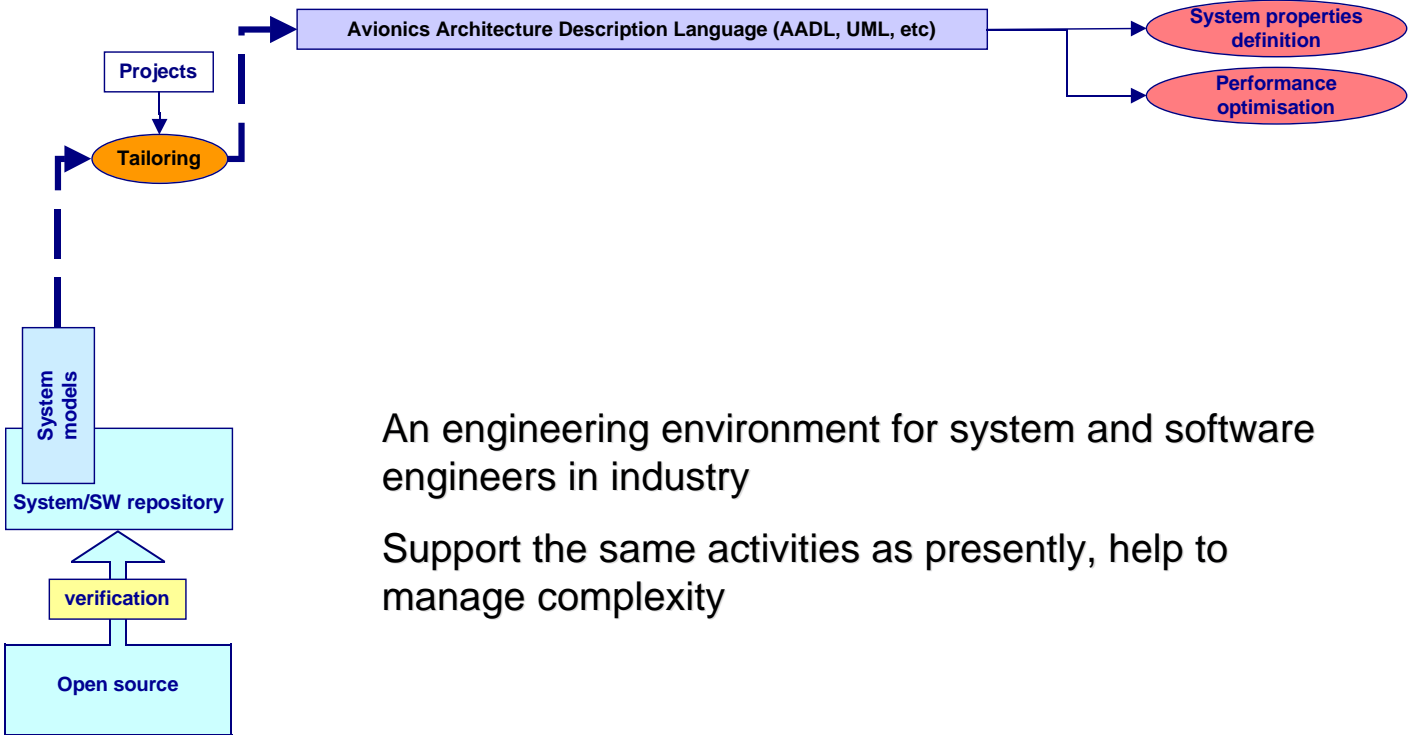 System properties
definition
Avionics Architecture Description Language (AADL, UML, etc)
Projects
Performance
optimisation
Tailoring
System
models
System/SW repository
verification
Open source
An engineering environment for system and software
engineers in industry
Support the same activities as presently, help to
manage complexity